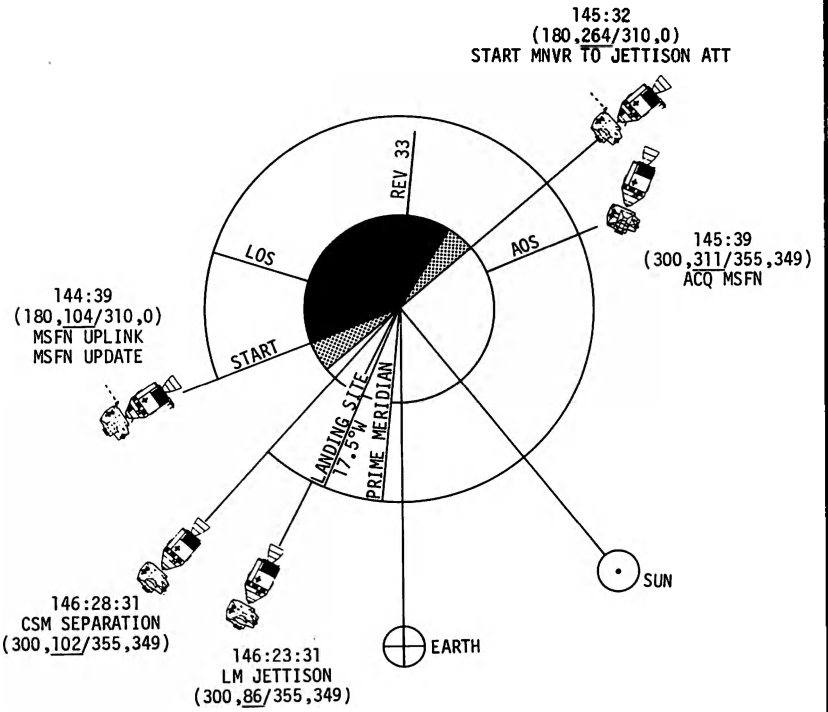 145:32
(180,264/310,0)
START MNVR TO JETTISON ATT
REV 33
LOS
AOS
145:39
(300,311/355,349)
ACQ MSFN
144:39
(180,104/310,0)
MSFN UPLINK
MSFN UPDATE
START
LANDING SITE
17.5°W
PRIME MERIDIAN
SUN
146:28:31
CSM SEPARATION
(300,102/355,349)
EARTH
146:23:31
LM JETTISON
(300,86/355,349)